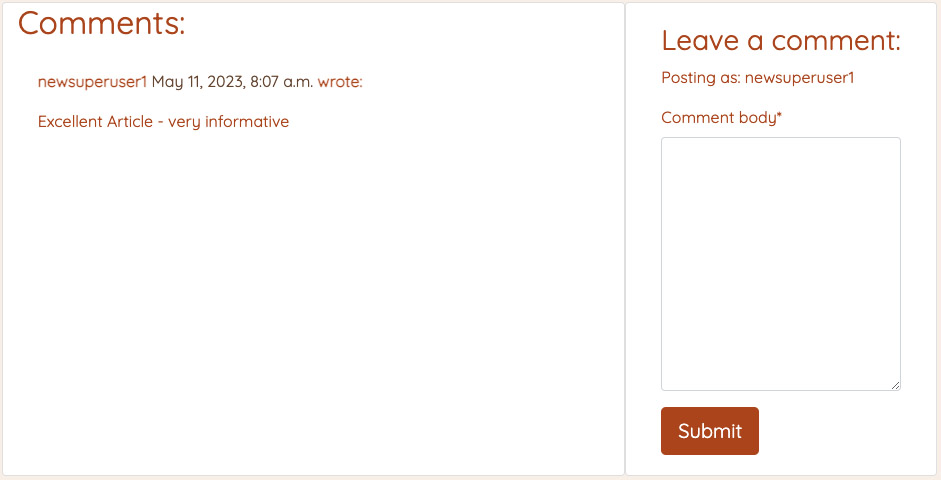 Comments:
newsuperuser1 May 11, 2023, 8:07 a.m. wrote:
Excellent Article - very informative
Leave a comment:
Posting as: newsuperuser1
Comment body*
Submit